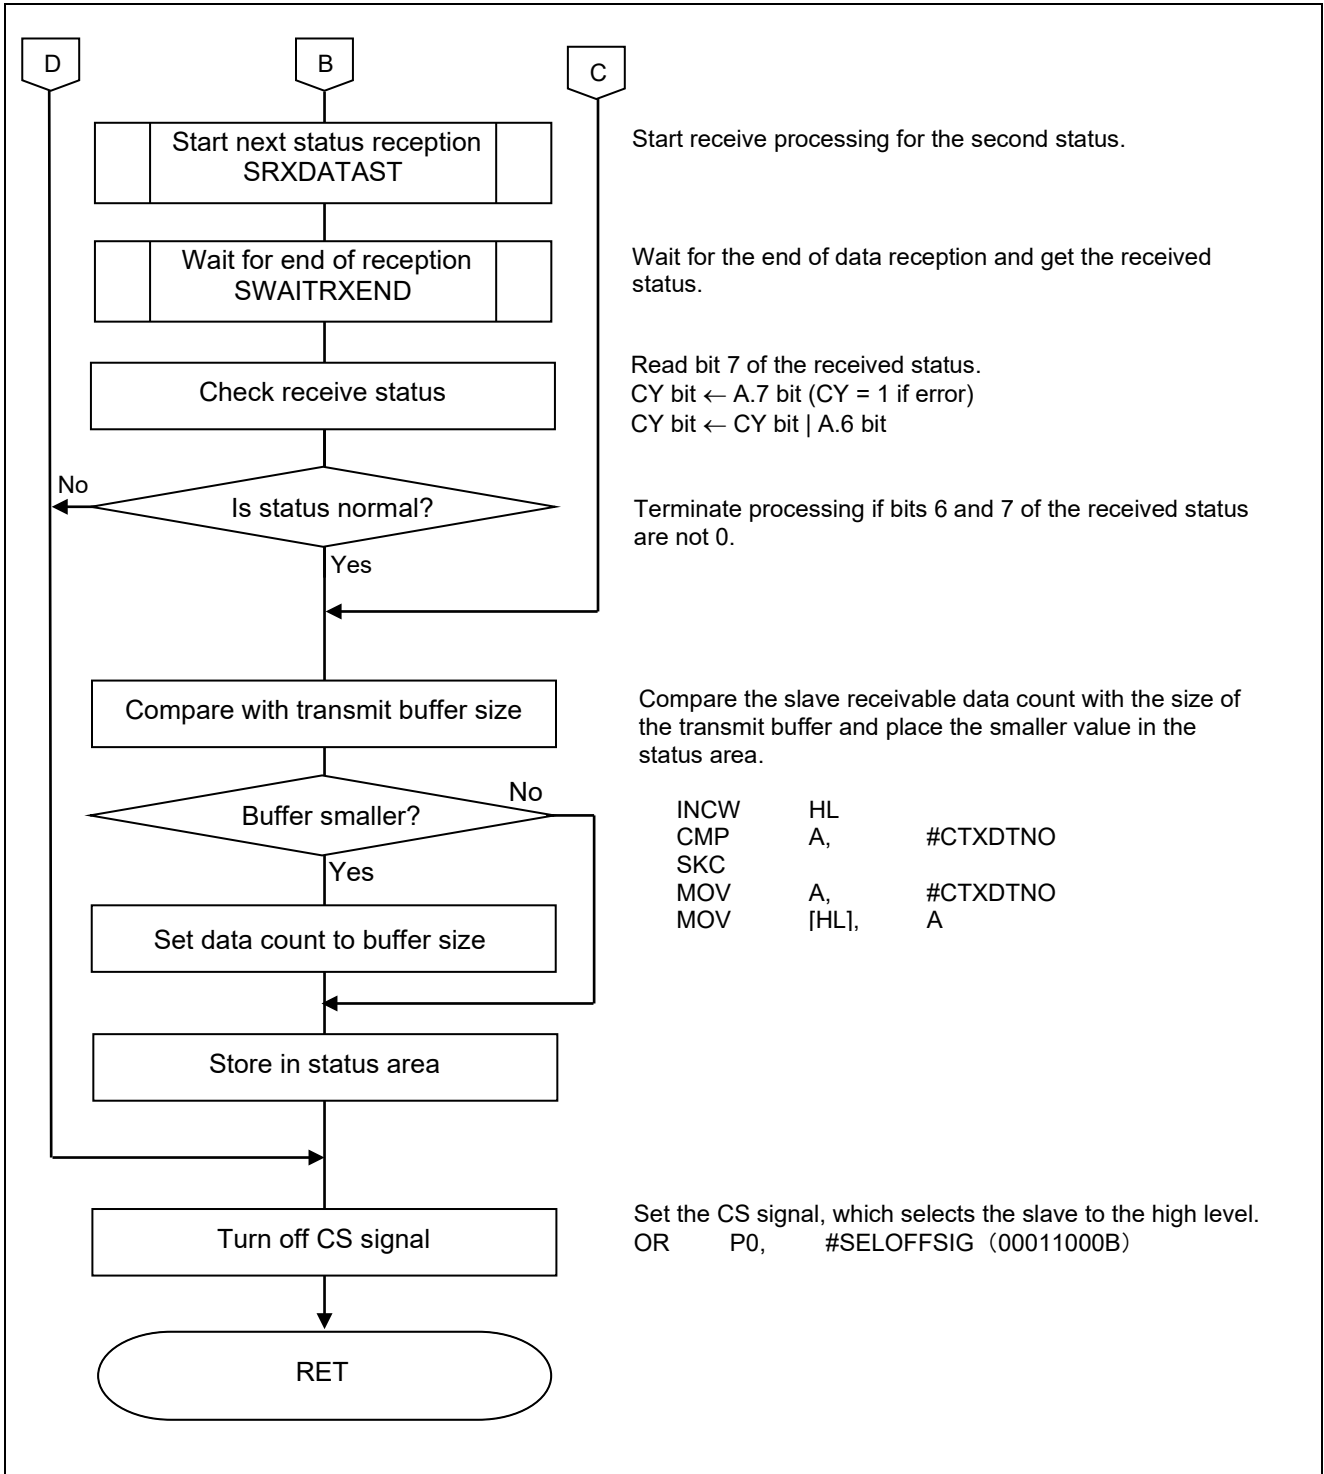 D
B
C
Start next status reception
SRXDATAST
Start receive processing for the second status.
Wait for end of reception
SWAITRXEND
Wait for the end of data reception and get the received
status.
Check receive status
Read bit 7 of the received status.
CY bit ← A.7 bit (CY = 1 if error)
CY bit ← CY bit | A.6 bit
No
Is status normal?
Yes
Terminate processing if bits 6 and 7 of the received status
are not 0.
Compare with transmit buffer size
Compare the slave receivable data count with the size of
the transmit buffer and place the smaller value in the
status area.
Buffer smaller?
No
Yes
INCW HL
CMP A, #CTXDTNO
SKC
MOV A, #CTXDTNO
MOV [HL], A
Set data count to buffer size
Store in status area
Turn off CS signal
Set the CS signal, which selects the slave to the high level.
OR P0, #SELOFFSIG（00011000B）
RET